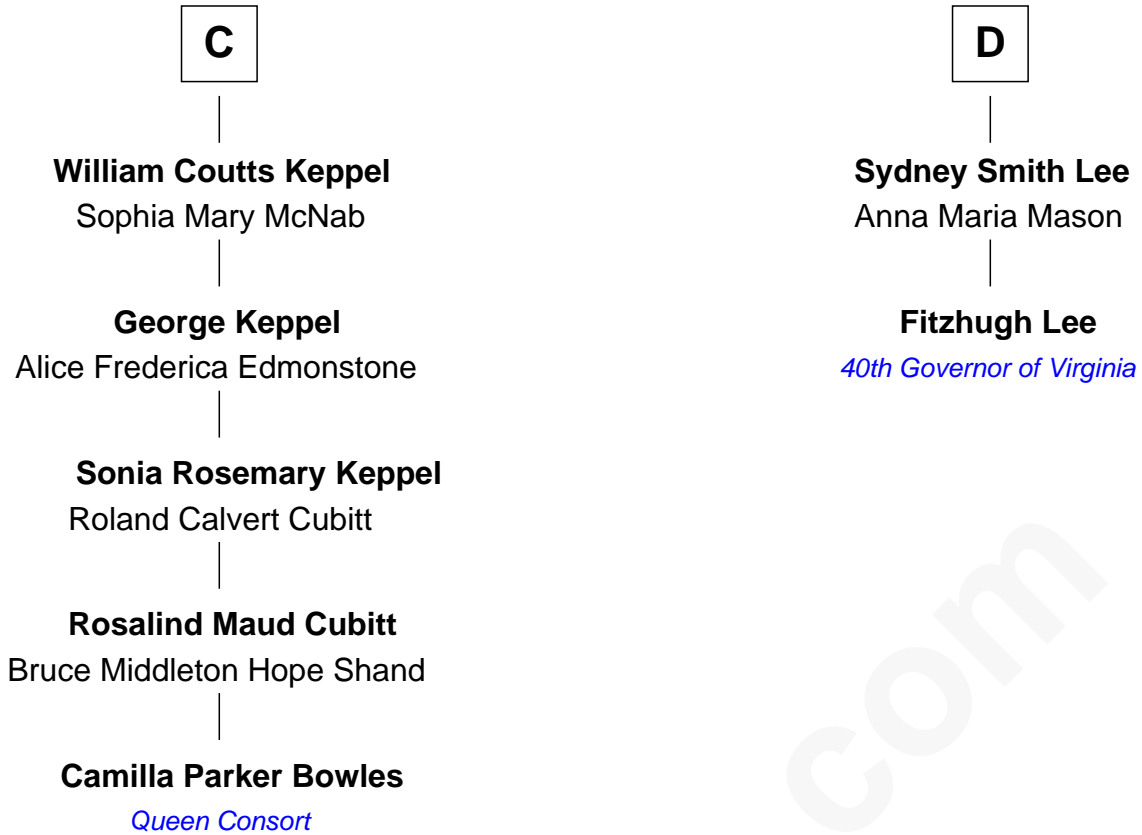 C
William Coutts Keppel
Sophia Mary McNab
George Keppel
Alice Frederica Edmonstone
Sonia Rosemary Keppel
Roland Calvert Cubitt
Rosalind Maud Cubitt
Bruce Middleton Hope Shand
Camilla Parker Bowles
Queen Consort
D
Sydney Smith Lee
Anna Maria Mason
Fitzhugh Lee
40th Governor of Virginia
com